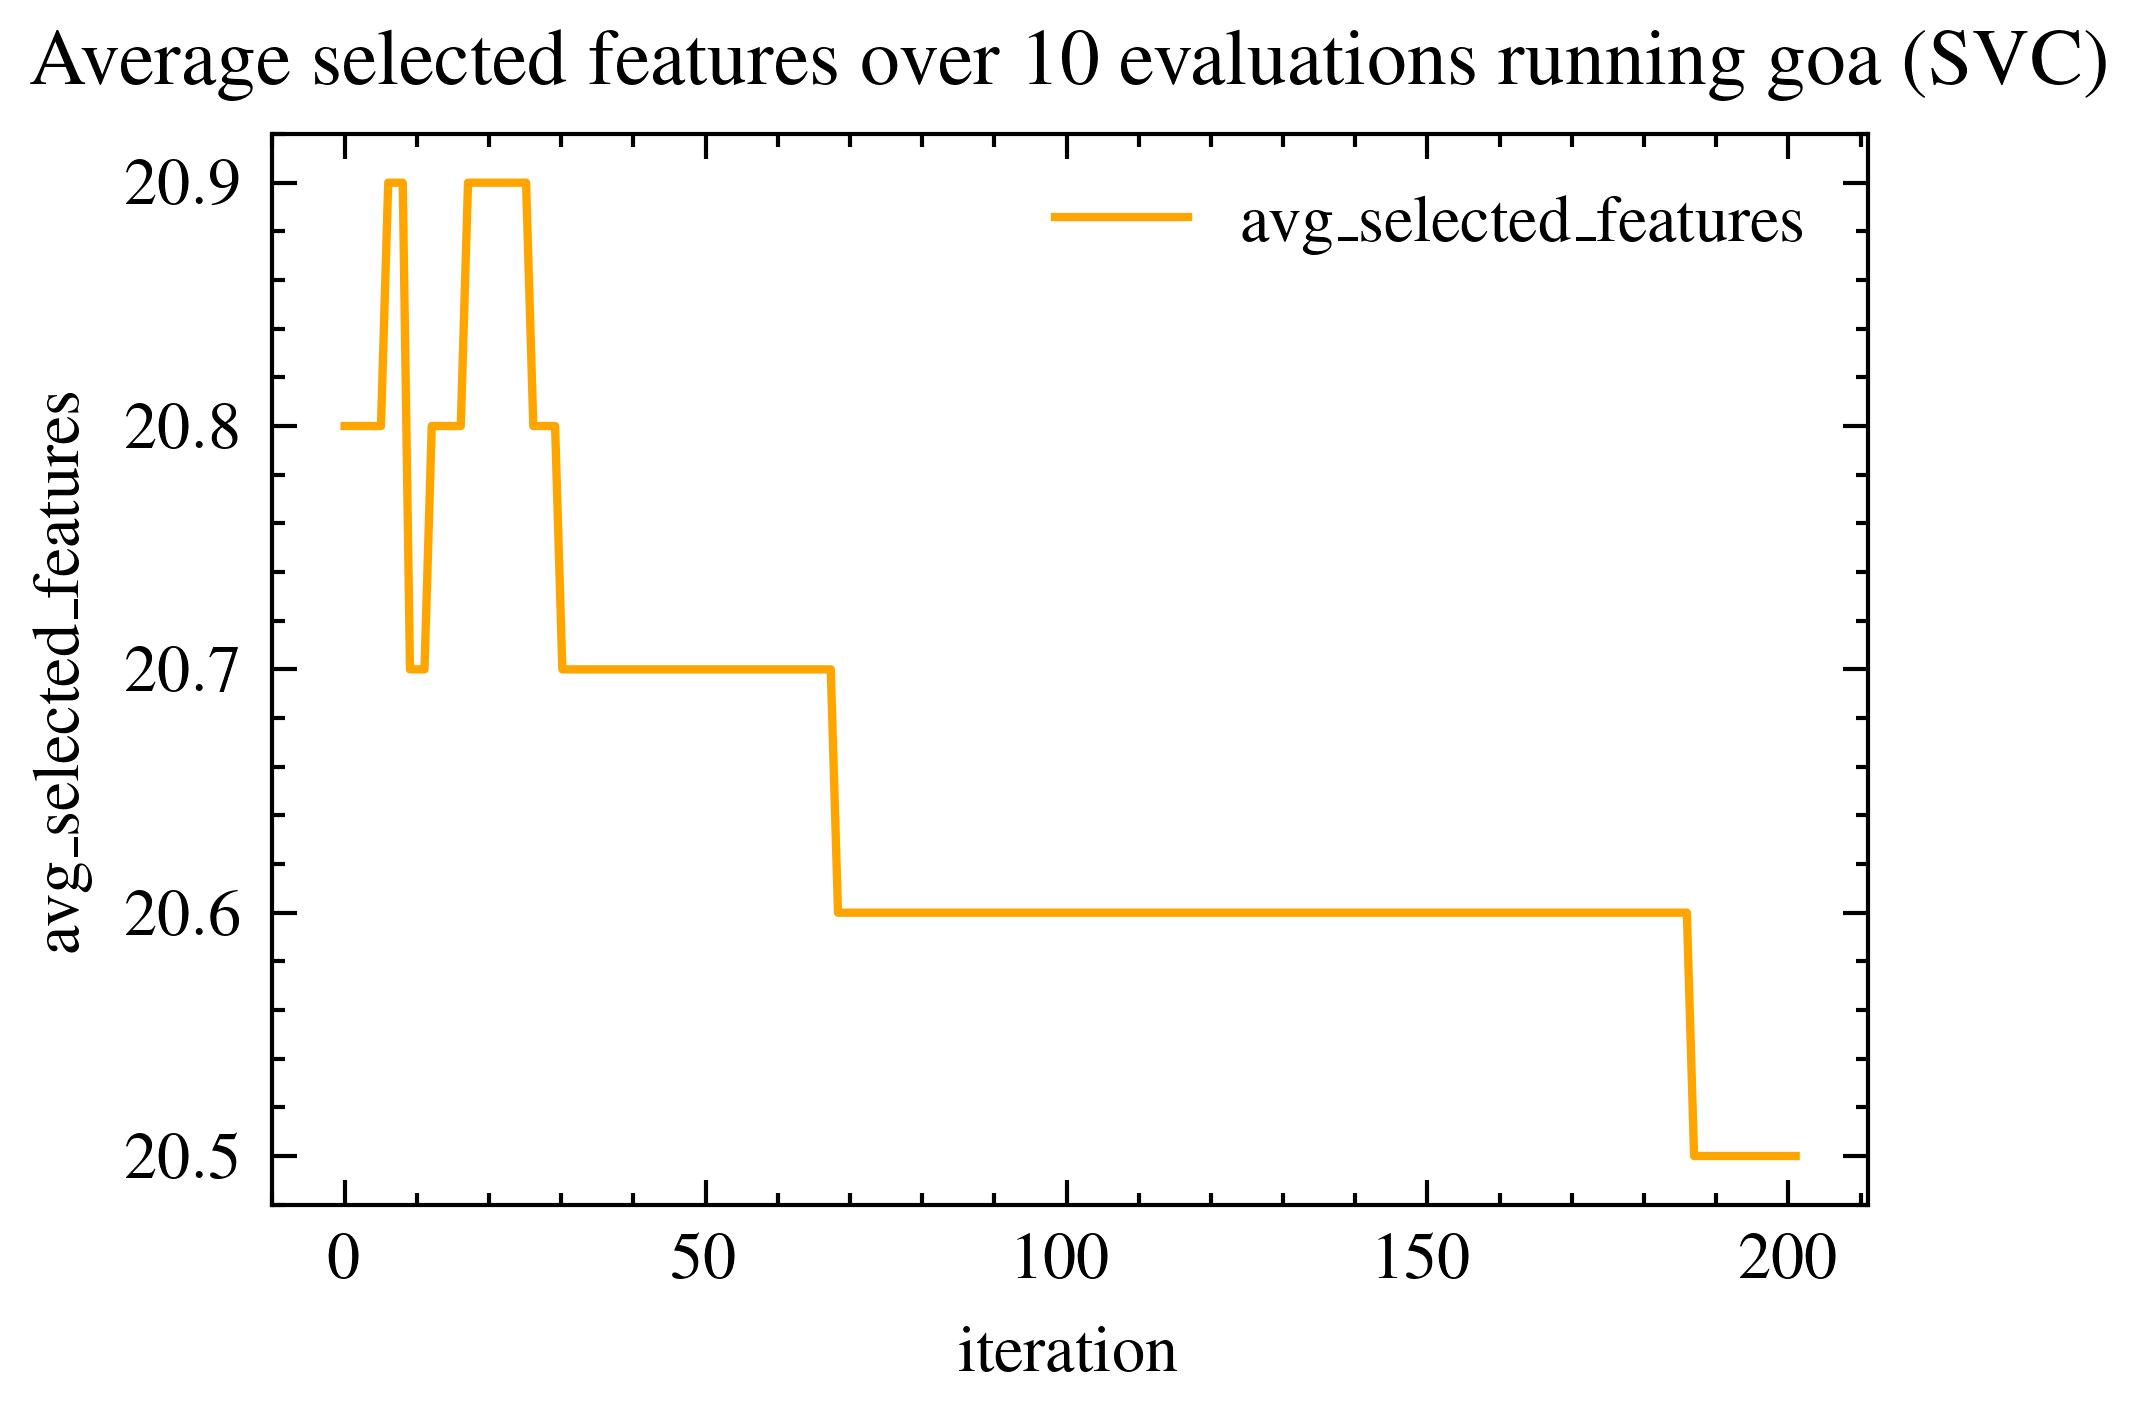 Average selected features over 10 evaluations running goa (SVC)
avg_selected_features
20.9
20.8
20.7
20.6
20.5
avg_selected_features
0 50 100 150 200
iteration